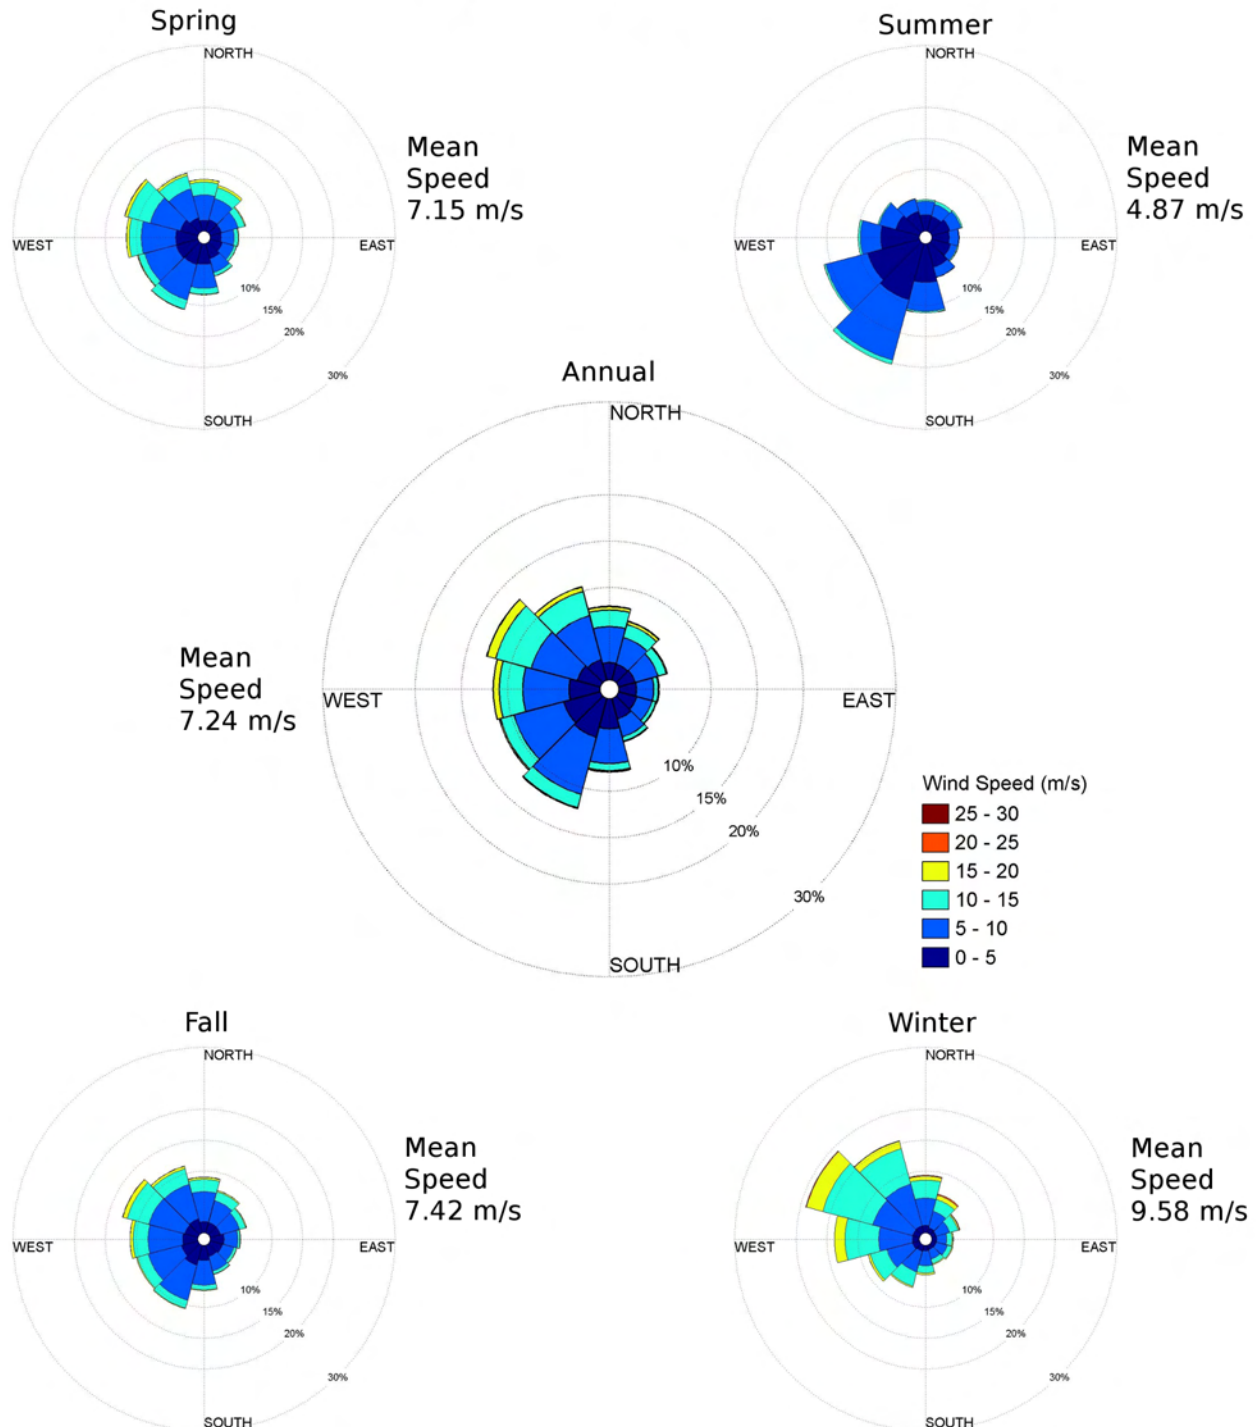 Spring
NORTH
WEST
EAST
SOUTH
10%
15%
20%
30%
Mean
Speed
7.15 m/s
Summer
NORTH
WEST
EAST
SOUTH
10%
15%
20%
30%
Mean
Speed
4.87 m/s
Annual
NORTH
WEST
EAST
SOUTH
10%
15%
20%
30%
Mean
Speed
7.24 m/s
Wind Speed (m/s)
25 - 30
20 - 25
15 - 20
10 - 15
5 - 10
0 - 5
Fall
NORTH
WEST
EAST
SOUTH
10%
15%
20%
30%
Mean
Speed
7.42 m/s
Winter
NORTH
WEST
EAST
SOUTH
10%
15%
20%
30%
Mean
Speed
9.58 m/s